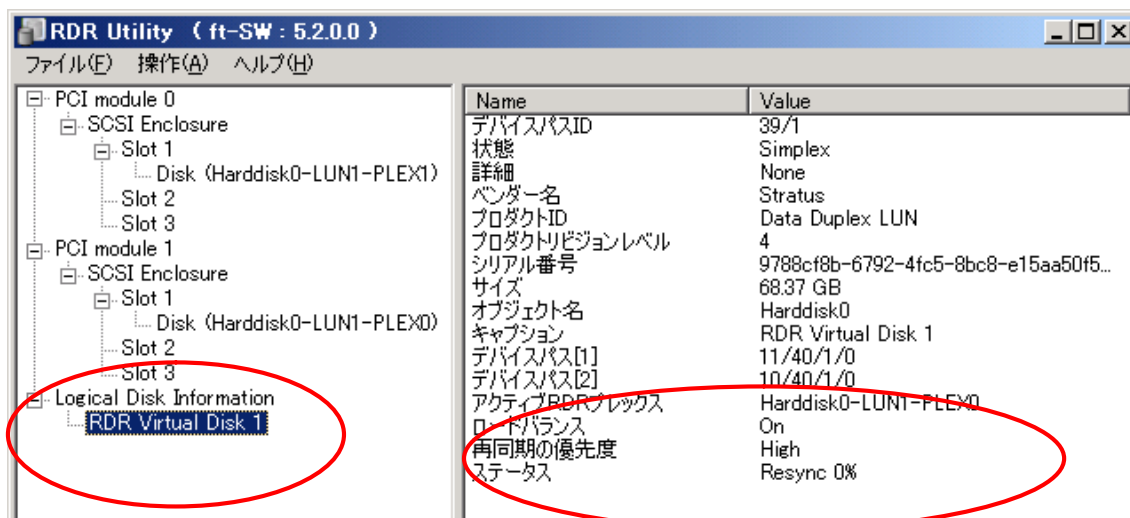 RDR Utility ( ft-SW : 5.2.0.0 )
ファイル(F) 操作(A) ヘルプ(H)
PCI module 0
SCSI Enclosure
Slot 1
Disk (Harddisk0-LUN1-PLEX1)
Slot 2
Slot 3
PCI module 1
SCSI Enclosure
Slot 1
Disk (Harddisk0-LUN1-PLEX0)
Slot 2
Slot 3
Logical Disk Information
RDR Virtual Disk 1
Name Value
デバイスパスID 39/1
状態 Simplex
詳細 None
ベンダー名 Stratus
プロダクトID Data Duplex LUN
プロダクトリビジョンレベル 4
シリアル番号 9788cf8b-6792-4fc5-8bc8-e15aa50f5...
サイズ 68.37 GB
オブジェクト名 Harddisk0
キャプション RDR Virtual Disk 1
デバイスパス[1] 11/40/1/0
デバイスパス[2] 10/40/1/0
アクティブRDRプレックス Harddisk0-LUN1-PLEX0
ロードバランス On
再同期の優先度 High
ステータス Resync 0%